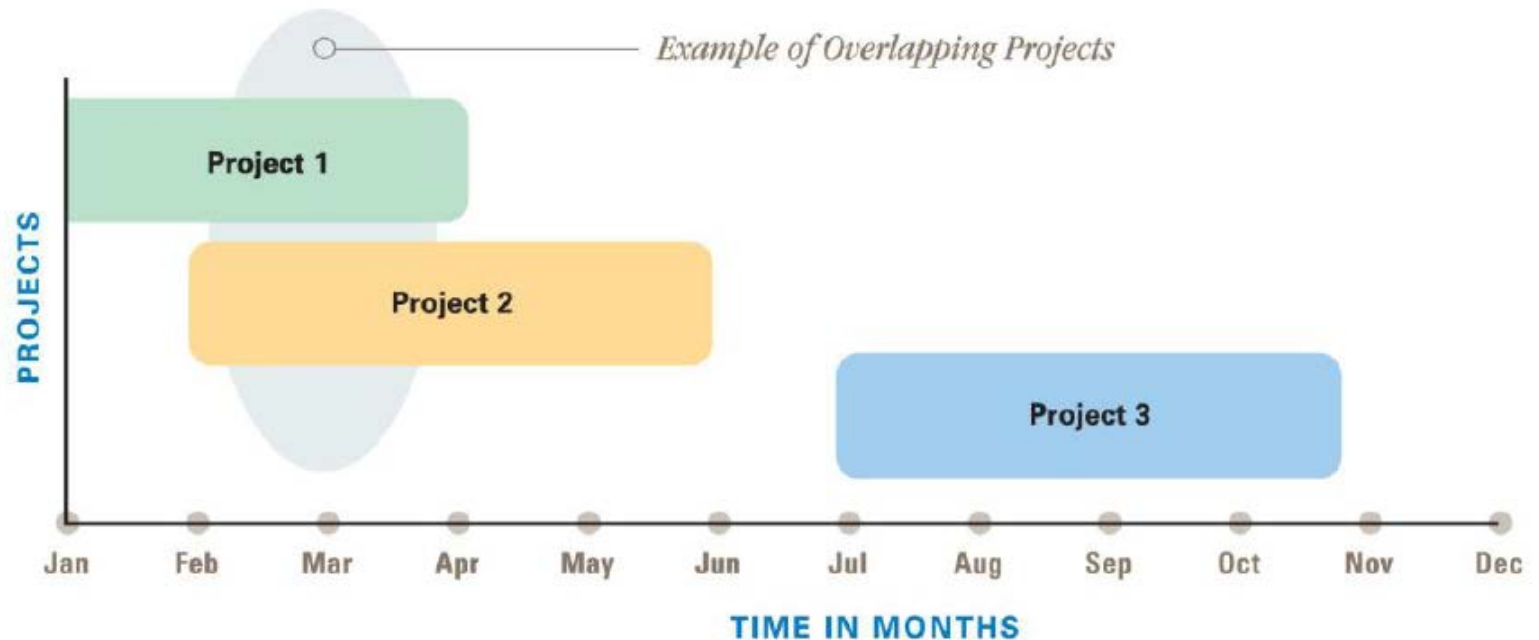 Example of Overlapping Projects
Project 1
PROJECTS
Project 2
Project 3
Jan Feb Mar Apr May Jun Jul Aug Sep Oct Nov Dec
TIME IN MONTHS